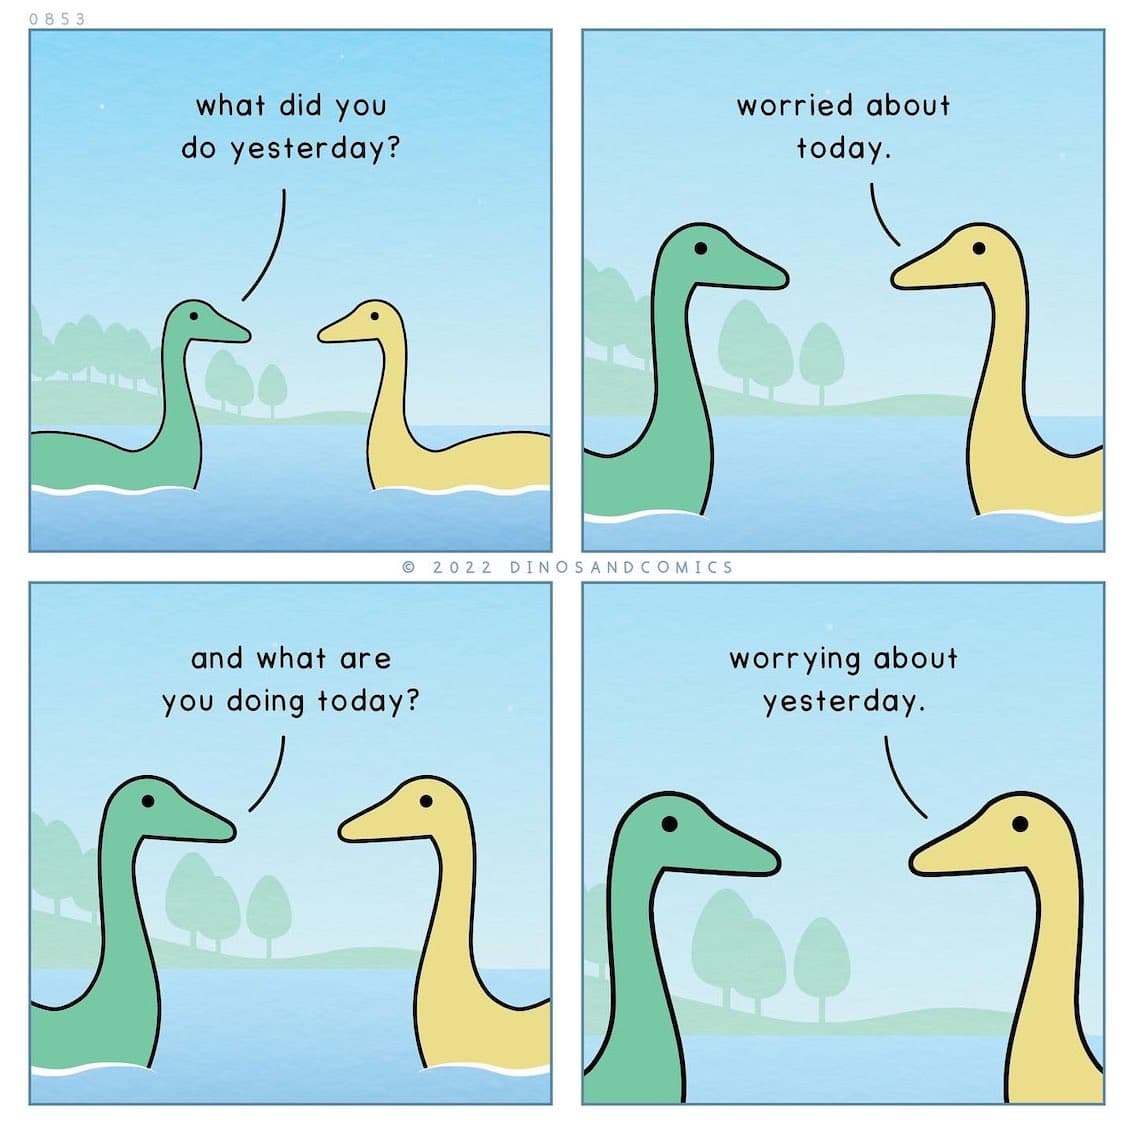 0853
what did you
do yesterday?
worried about
today.
© 2022 DINOSANDCOMICS
and what are
you doing today?
worrying about
yesterday.